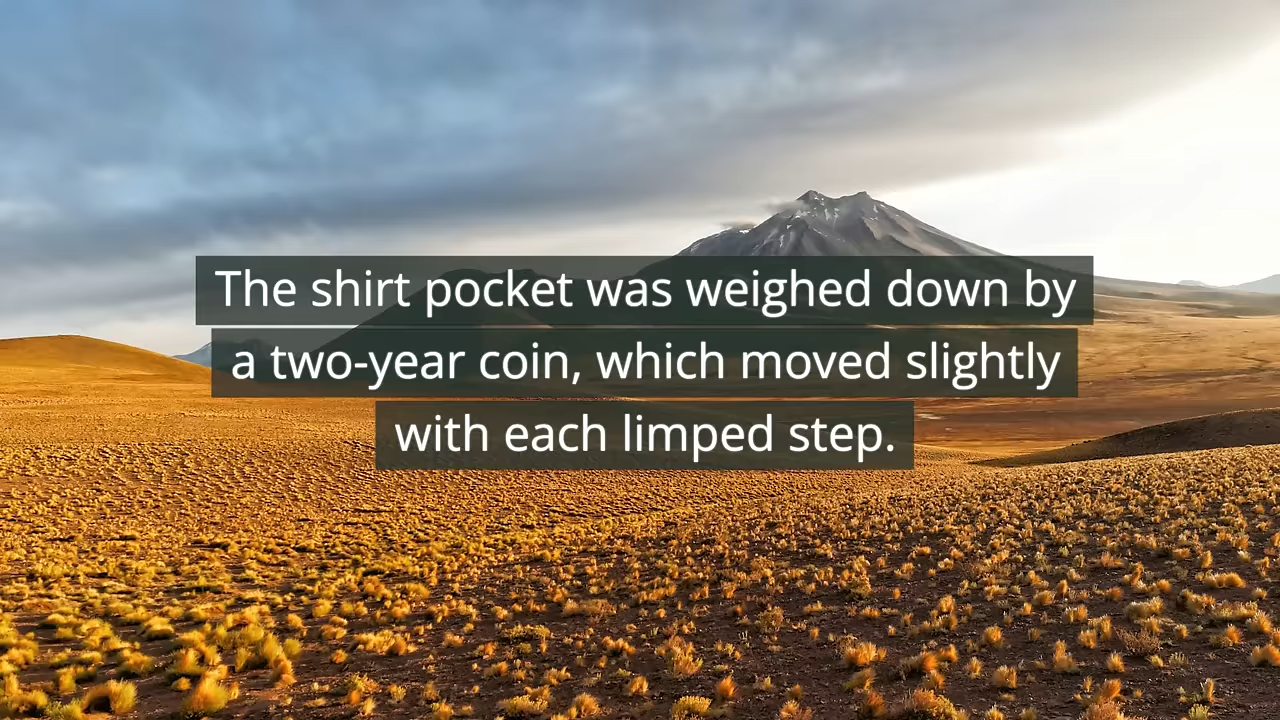 The shirt pocket was weighed down by
a two-year coin, which moved slightly
with each limped step.